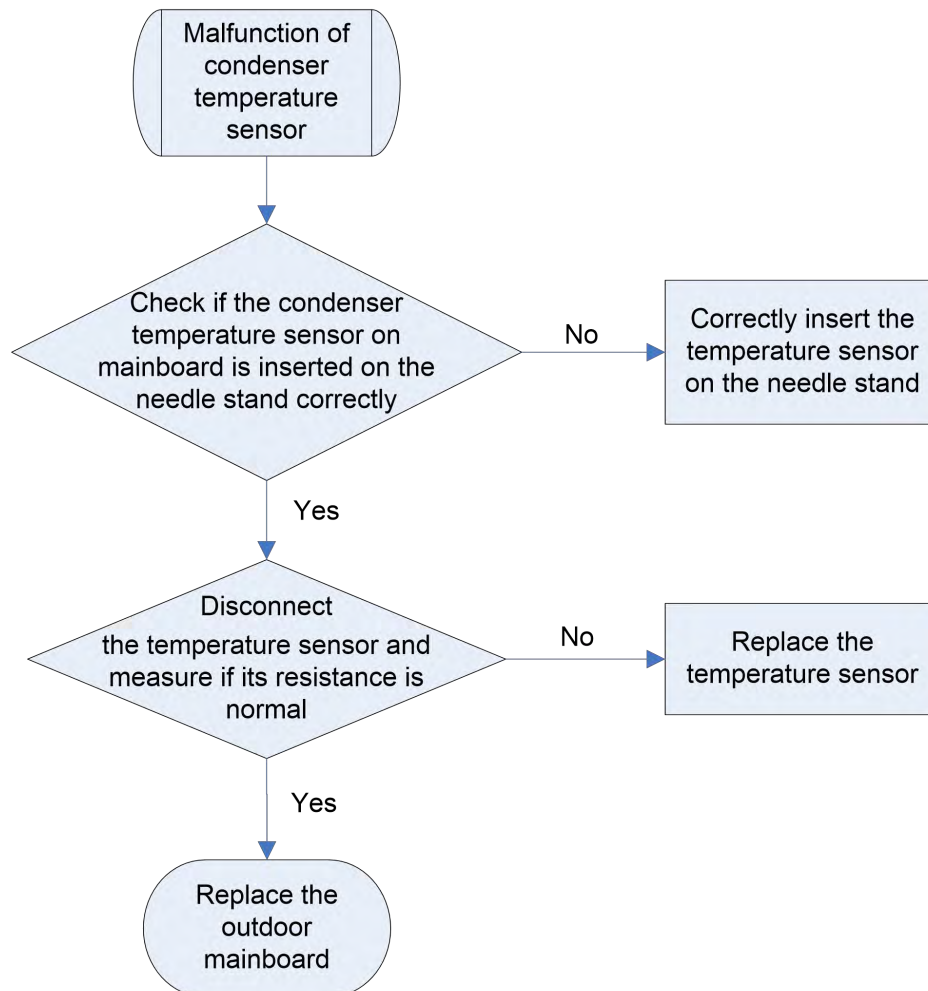 Malfunction of
condenser
temperature
sensor
Check if the condenser
temperature sensor on
mainboard is inserted on the
needle stand correctly
No
Correctly insert the
temperature sensor
on the needle stand
Yes
Disconnect
the temperature sensor and
measure if its resistance is
normal
No
Replace the
temperature sensor
Yes
Replace the
outdoor
mainboard